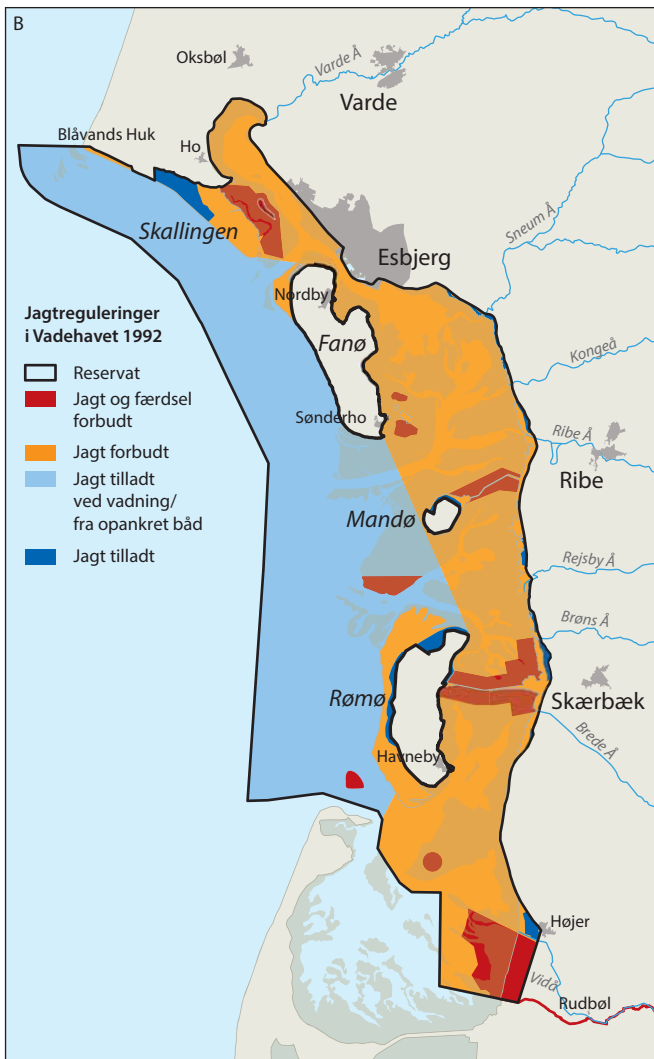 B
Oksbøl
Varde Å
Varde
Blåvands Huk
Ho
Sneum Å
Skallingen
Esbjerg
Nordby
Jagtreguleringer
i Vadehavet 1992
Fanø
Kongeå
Reservat
Jagt og færdsel
forbudt
Sønderho
Ribe Å
Jagt forbudt
Ribe
Jagt tilladt
ved vadning/
fra opankret båd
Mandø
Jagt tilladt
Rejsby Å
Brøns Å
Rømø
Skærbæk
Brede Å
Havneby
Højer
Vidå
Rudbøl